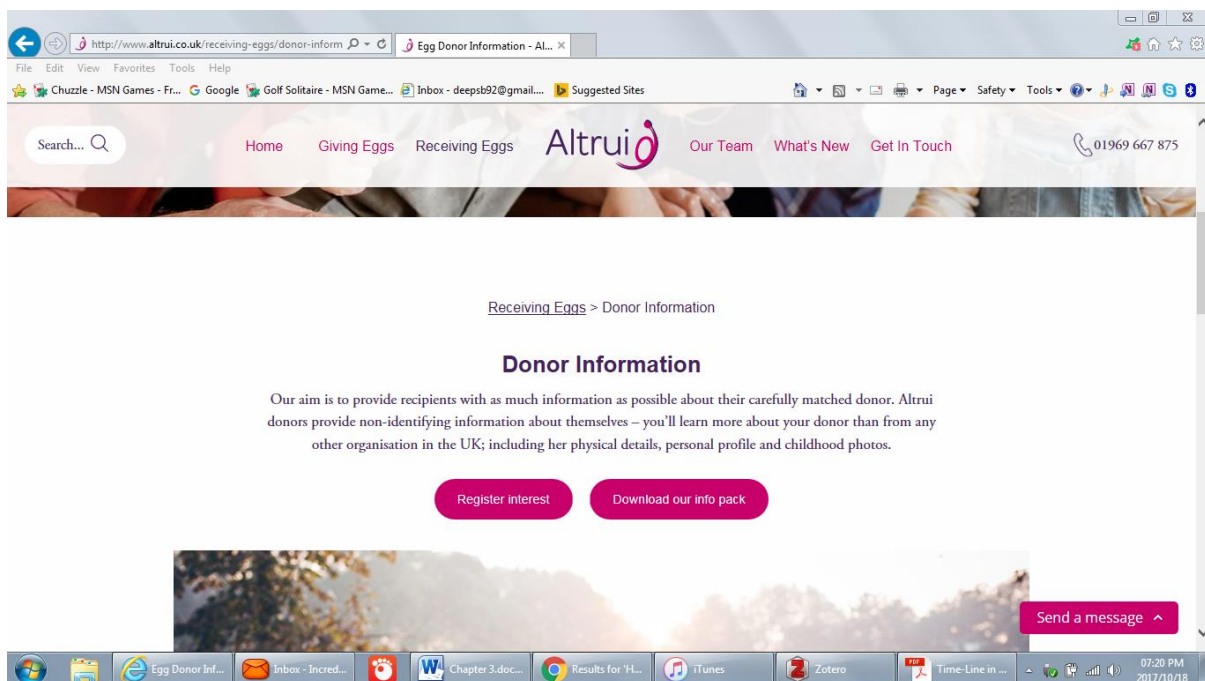 http://www.altrui.co.uk/receiving-eggs/donor-inform
Egg Donor Information - Al...
File Edit View Favorites Tools Help
Chuzzle - MSN Games - Fr... Google Golf Solitaire - MSN Game... Inbox - deepsb92@gmail.... Suggested Sites Page Safety Tools
Search... Home Giving Eggs Receiving Eggs Altrui Our Team What's New Get In Touch 01969 667 875
Receiving Eggs > Donor Information
Donor Information
Our aim is to provide recipients with as much information as possible about their carefully matched donor. Altrui
donors provide non-identifying information about themselves – you'll learn more about your donor than from any
other organisation in the UK; including her physical details, personal profile and childhood photos.
Register interest Download our info pack
Send a message
Egg Donor Inf... Inbox - Incred... Chapter 3.doc... Results for 'H... iTunes Zotero Time-Line in ... 07:20 PM
2017/10/18